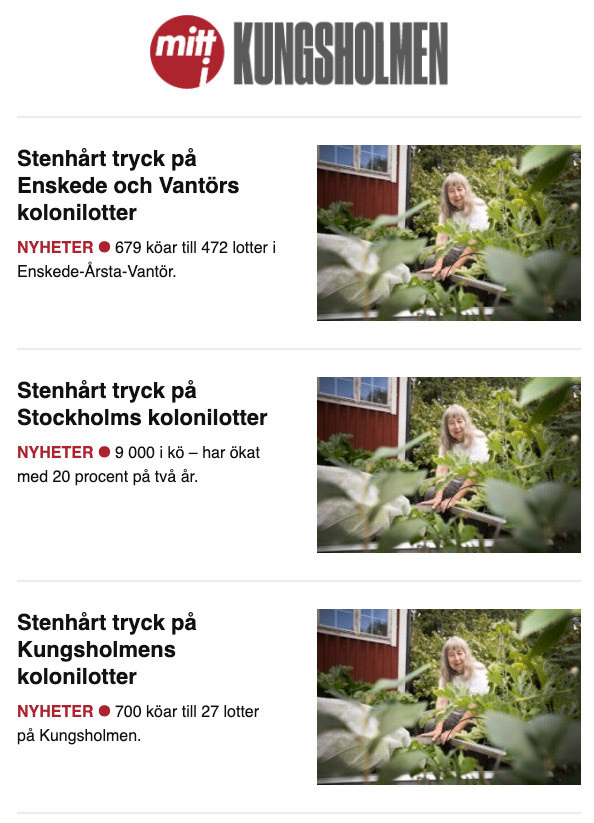 mitt i KUNGSHOLMEN
Stenhårt tryck på
Enskede och Vantörs
kolonilotter
NYHETER ● 679 köar till 472 lotter i
Enskede-Årsta-Vantör.
Stenhårt tryck på
Stockholms kolonilotter
NYHETER ● 9 000 i kö – har ökat
med 20 procent på två år.
Stenhårt tryck på
Kungsholmens
kolonilotter
NYHETER ● 700 köar till 27 lotter
på Kungsholmen.